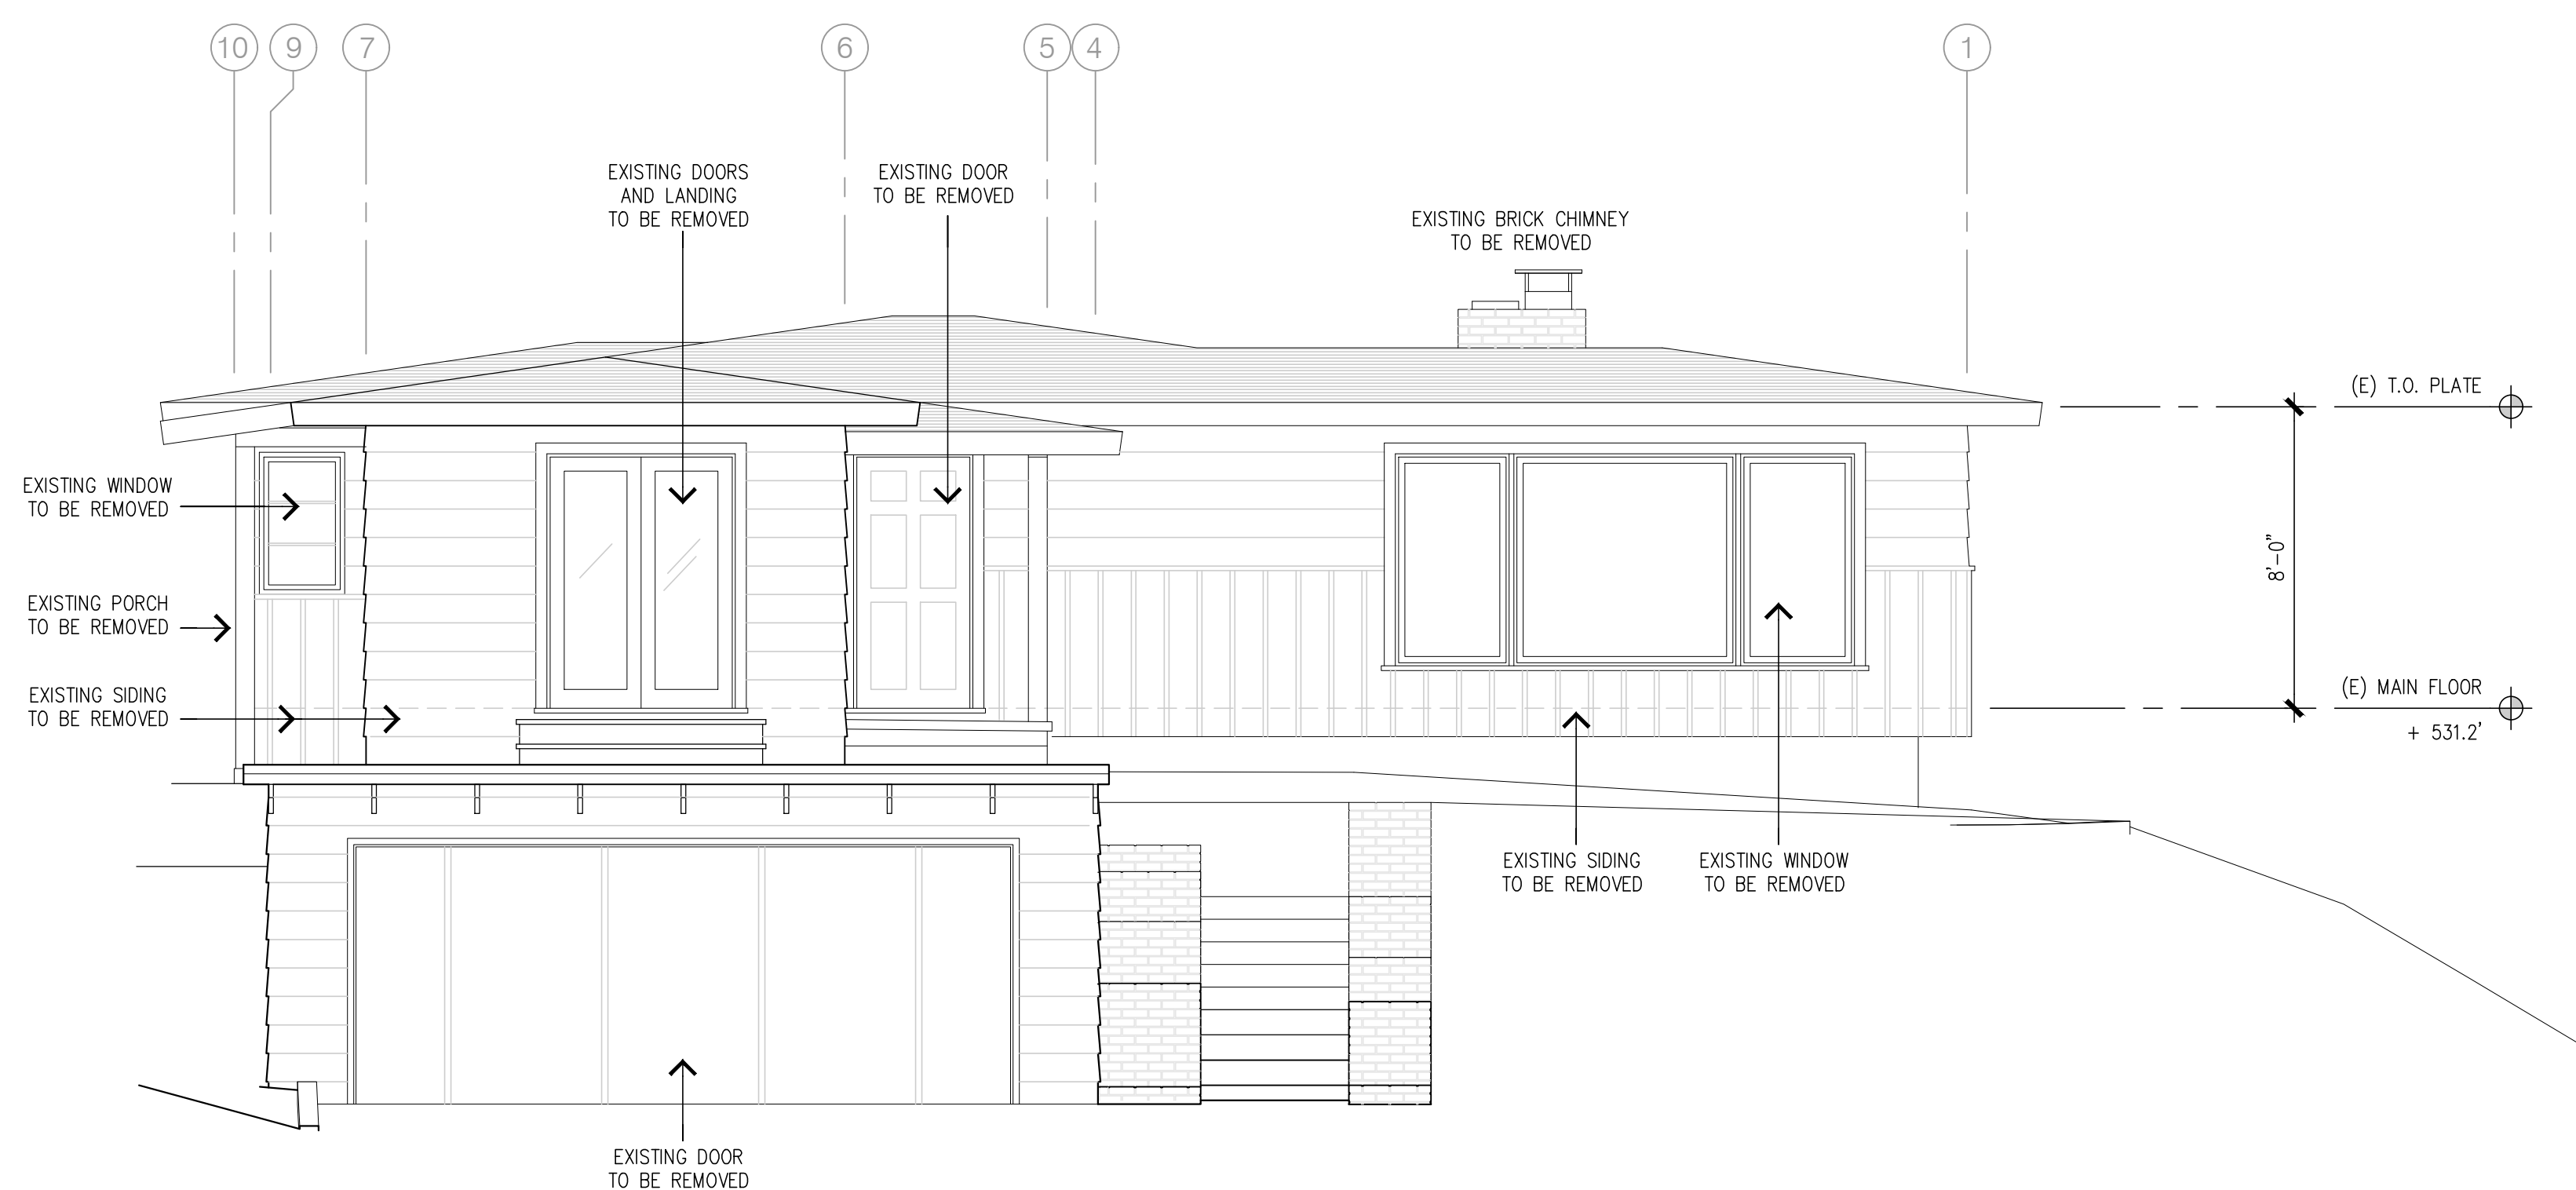 10
9
7
6
5
4
1
EXISTING DOORS
AND LANDING
TO BE REMOVED
EXISTING DOOR
TO BE REMOVED
EXISTING BRICK CHIMNEY
TO BE REMOVED
(E) T.O. PLATE
EXISTING WINDOW
TO BE REMOVED
8'-0"
EXISTING PORCH
TO BE REMOVED
EXISTING SIDING
TO BE REMOVED
(E) MAIN FLOOR
+ 531.2'
EXISTING SIDING
TO BE REMOVED
EXISTING WINDOW
TO BE REMOVED
EXISTING DOOR
TO BE REMOVED